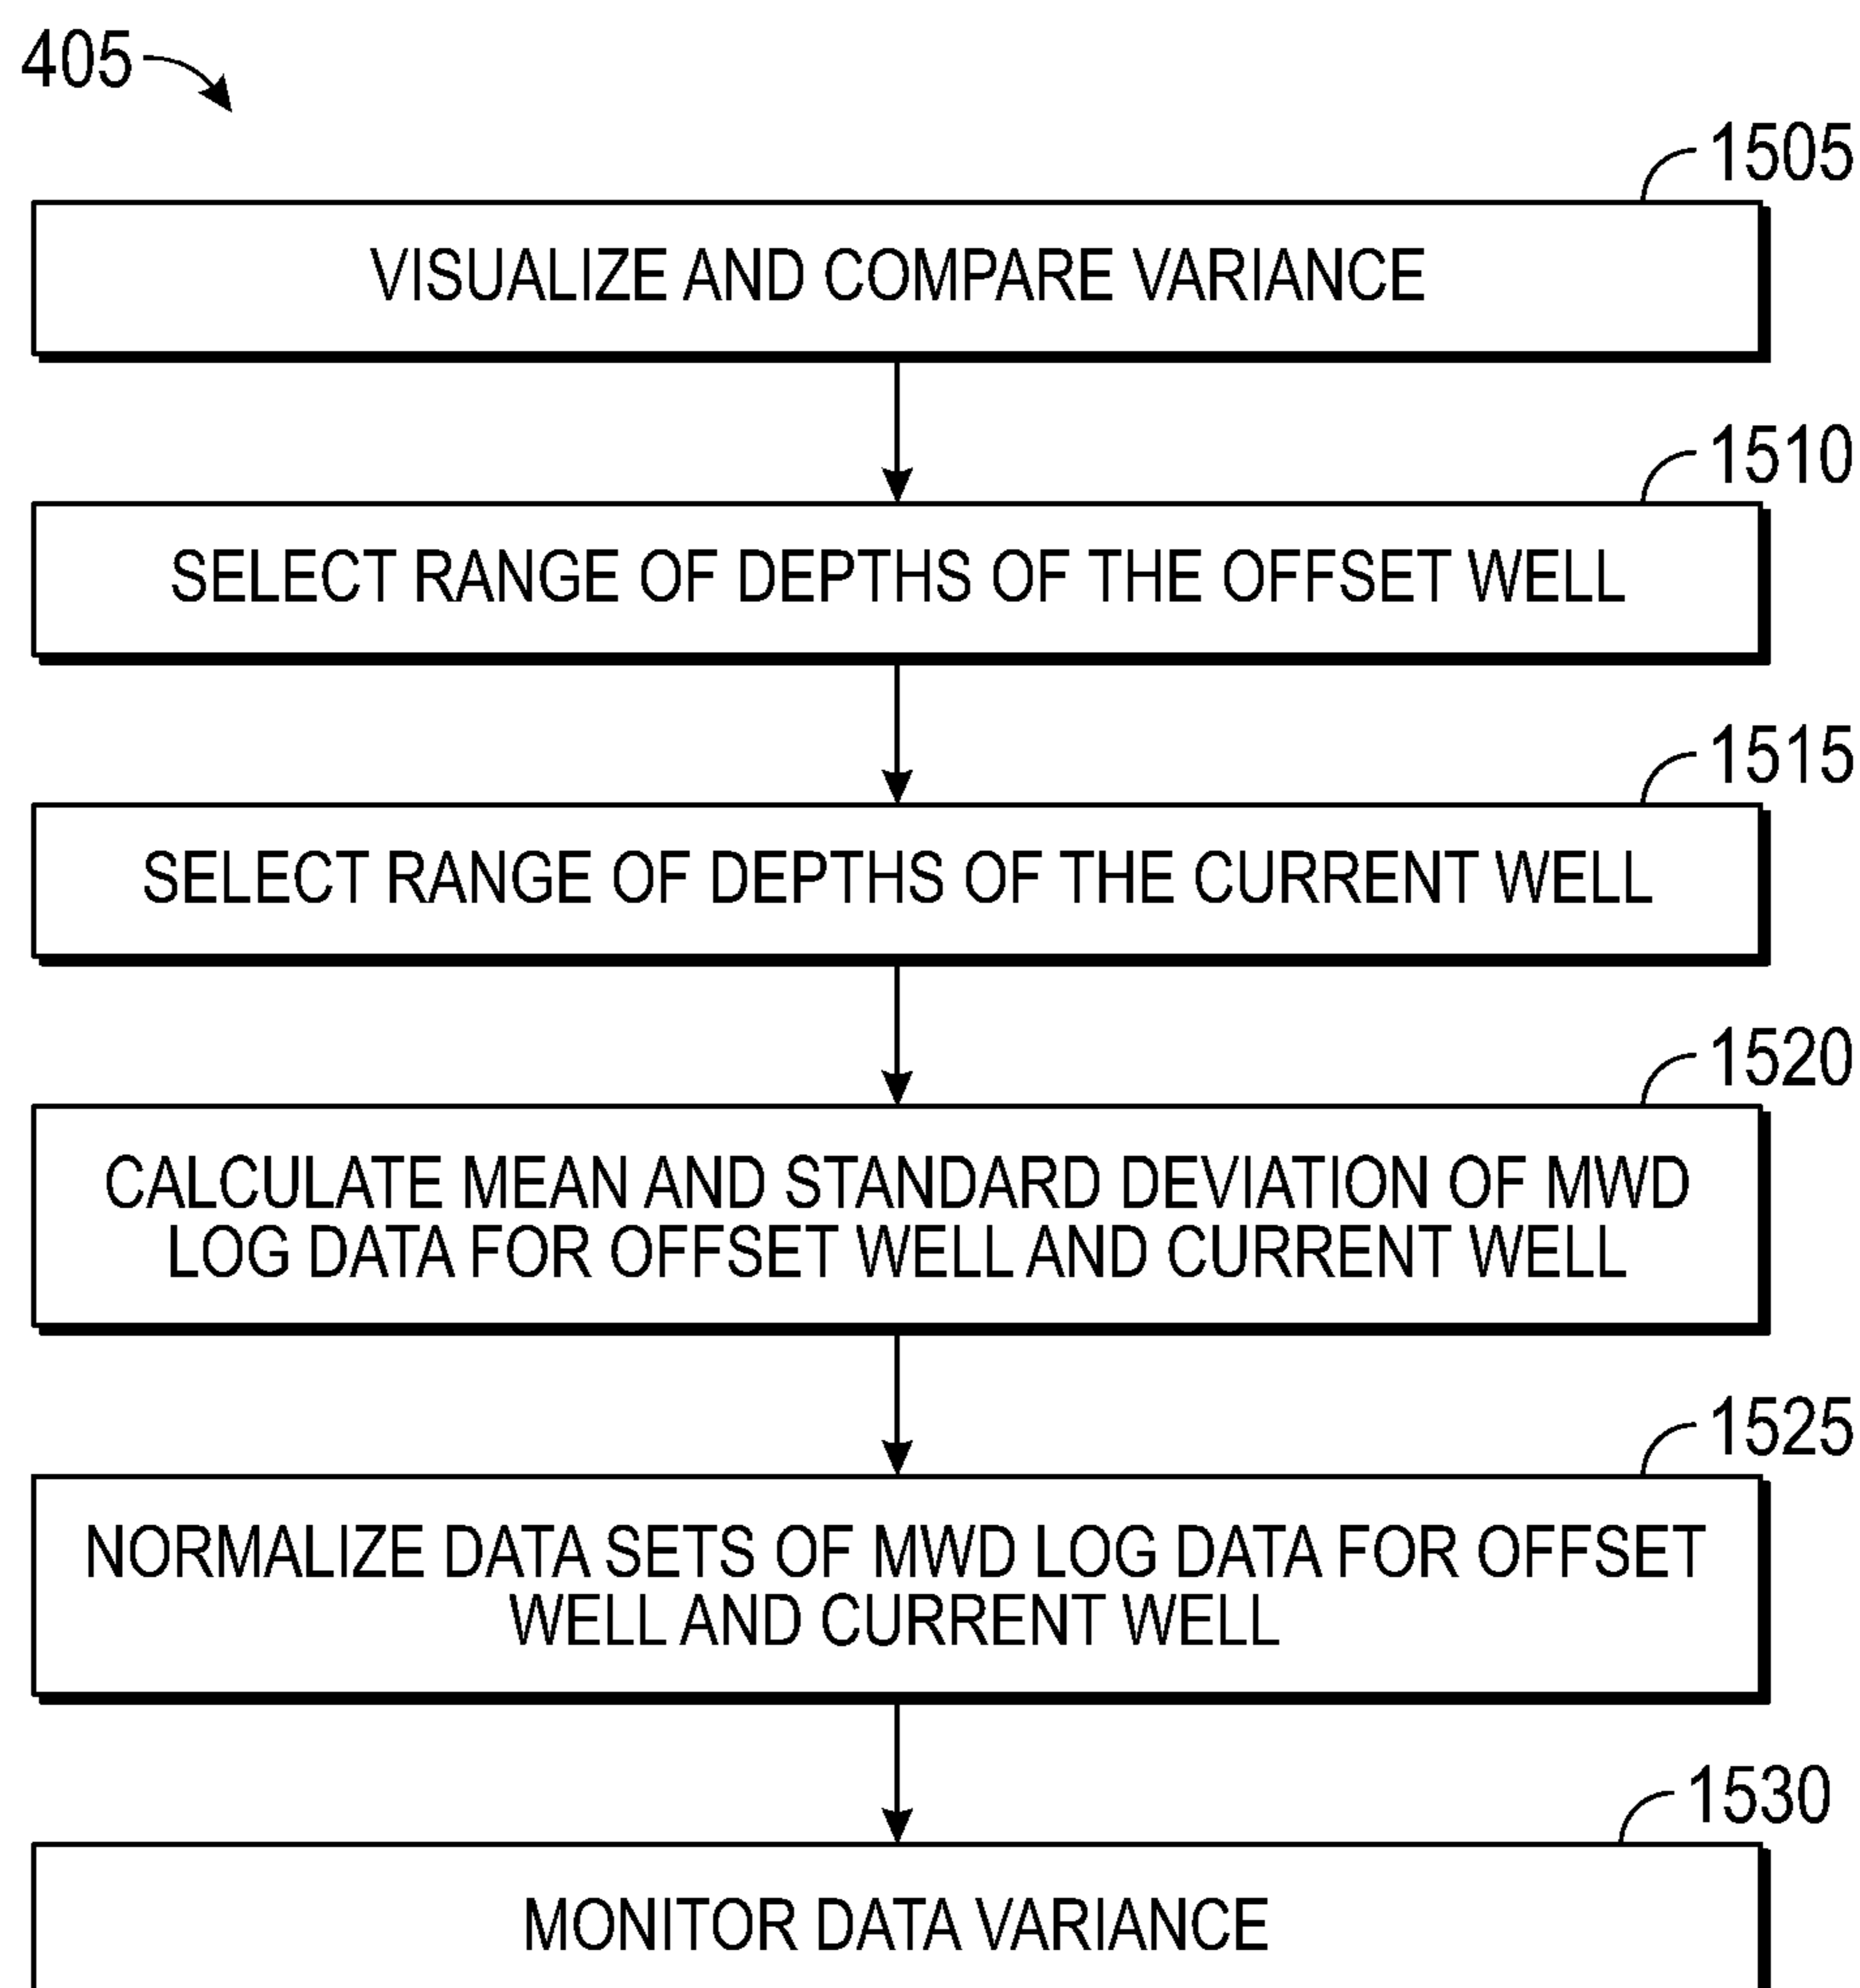 405
1505
VISUALIZE AND COMPARE VARIANCE
1510
SELECT RANGE OF DEPTHS OF THE OFFSET WELL
1515
SELECT RANGE OF DEPTHS OF THE CURRENT WELL
1520
CALCULATE MEAN AND STANDARD DEVIATION OF MWD
LOG DATA FOR OFFSET WELL AND CURRENT WELL
1525
NORMALIZE DATA SETS OF MWD LOG DATA FOR OFFSET
WELL AND CURRENT WELL
1530
MONITOR DATA VARIANCE